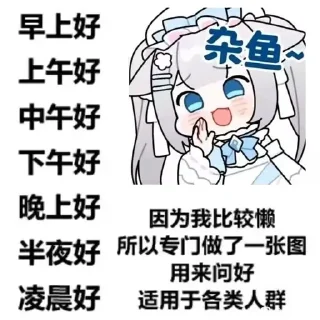 早上好
上午好
中午好
下午好
晚上好
半夜好
凌晨好
杂鱼~
因为我比较懒
所以专门做了一张图
用来问好
适用于各类人群